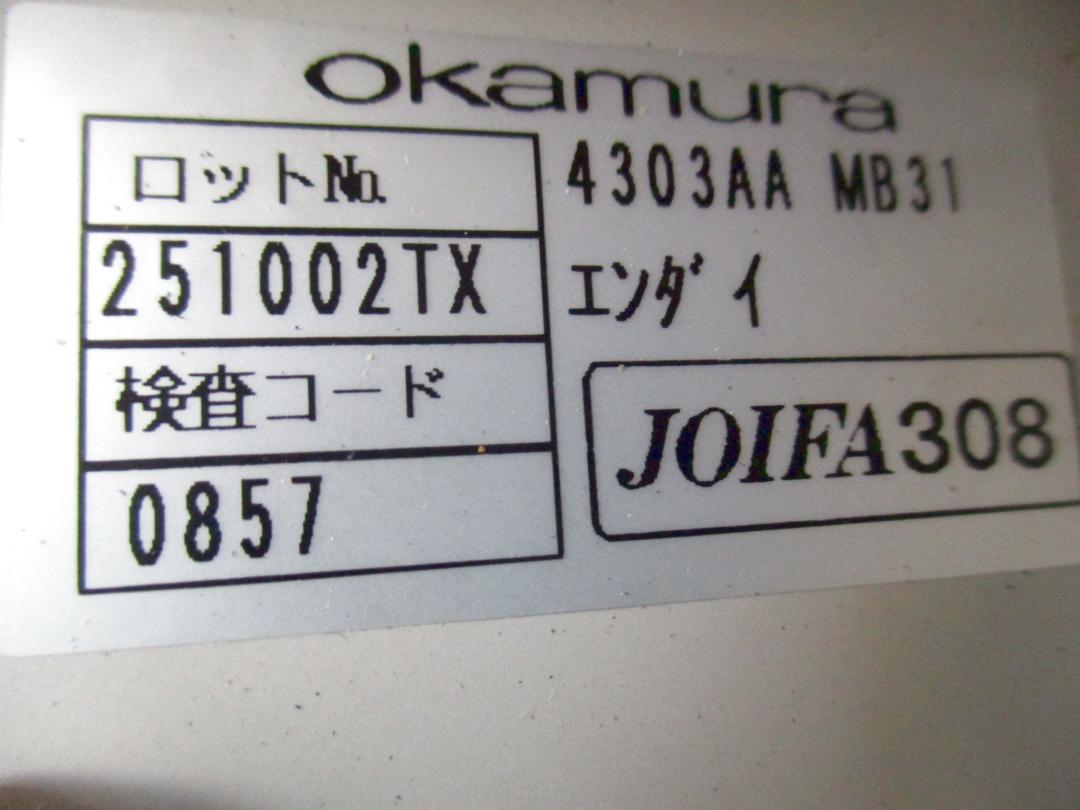 okamura
ロットNo.
251002TX
検査コード
0857
4303AA MB31
エンダイ
JOIFA308